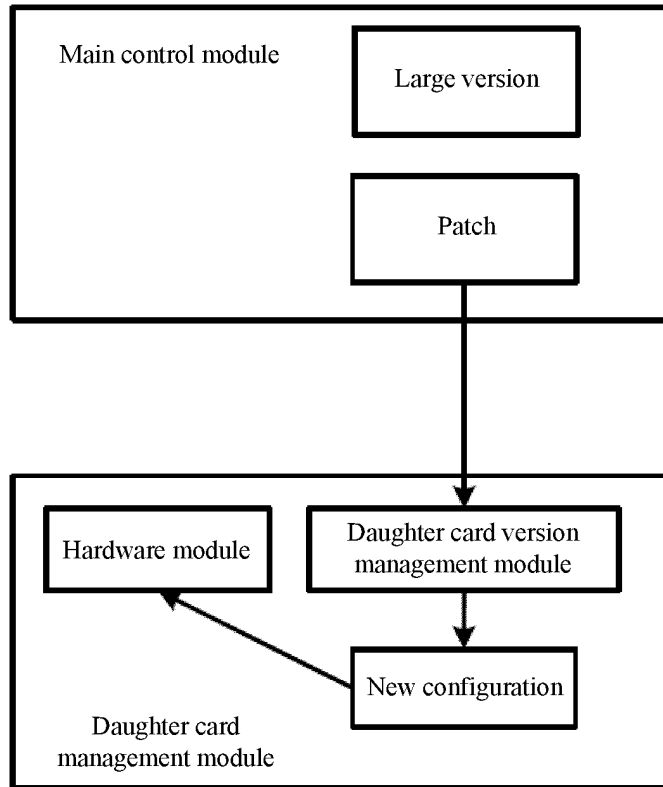 Main control module
Large version
Patch
Hardware module
Daughter card version
management module
New configuration
Daughter card
management module